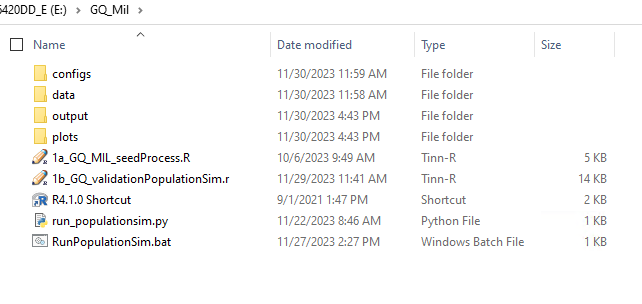 6420DD_E (E:) > GQ_Mil
Name Date modified Type Size
configs 11/30/2023 11:59 AM File folder
data 11/30/2023 11:58 AM File folder
output 11/30/2023 4:43 PM File folder
plots 11/30/2023 4:43 PM File folder
1a_GQ_MIL_seedProcess.R 10/6/2023 9:49 AM Tinn-R 5 KB
1b_GQ_validationPopulationSim.r 11/29/2023 11:41 AM Tinn-R 14 KB
R4.1.0 Shortcut 9/1/2021 1:47 PM Shortcut 2 KB
run_populationsim.py 11/22/2023 8:46 AM Python File 1 KB
RunPopulationSim.bat 11/27/2023 2:27 PM Windows Batch File 1 KB